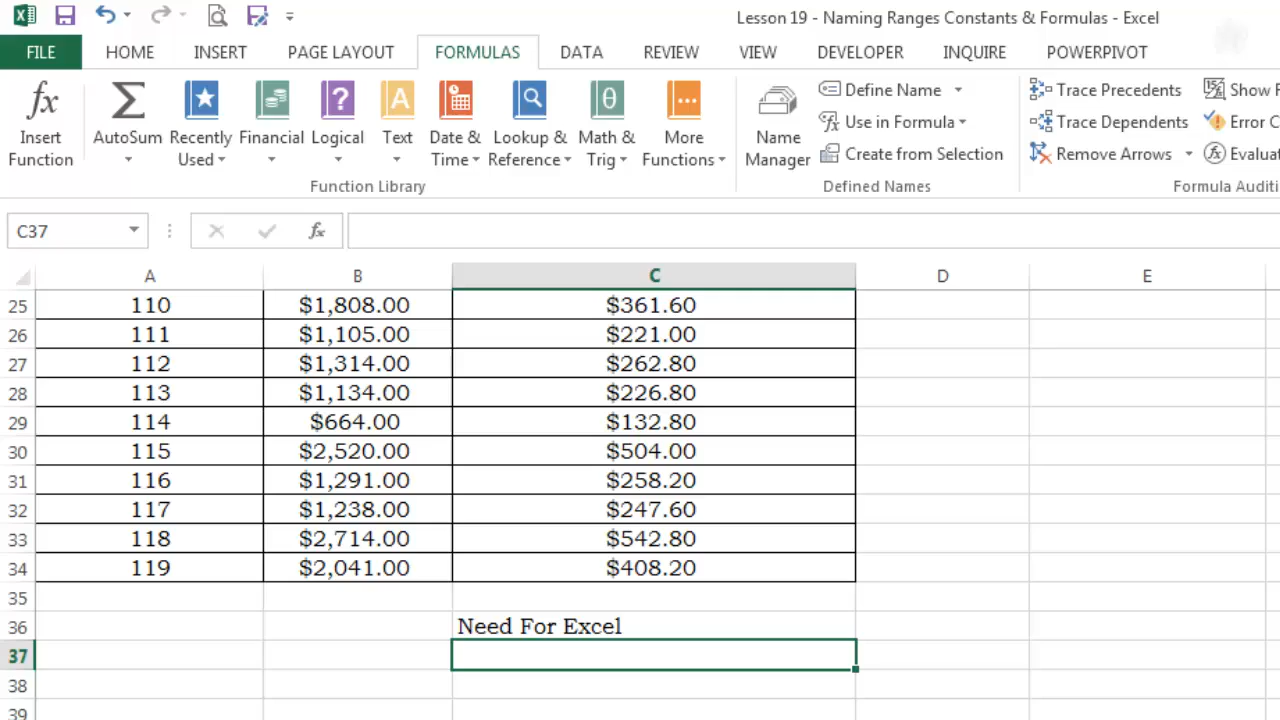 Lesson 19 - Naming Ranges Constants & Formulas - Excel
FILE HOME INSERT PAGE LAYOUT FORMULAS DATA REVIEW VIEW DEVELOPER INQUIRE POWERPIVOT
fx Insert Function
AutoSum
Recently Used
Financial
Logical
Text
Date & Time
Lookup & Reference
Math & Trig
More Functions
Function Library
Name Manager
Define Name
Use in Formula
Create from Selection
Defined Names
Trace Precedents
Trace Dependents
Remove Arrows
Show F
Error C
Evaluat
Formula Auditi
C37 fx
A B C D E
25 110 $1,808.00 $361.60
26 111 $1,105.00 $221.00
27 112 $1,314.00 $262.80
28 113 $1,134.00 $226.80
29 114 $664.00 $132.80
30 115 $2,520.00 $504.00
31 116 $1,291.00 $258.20
32 117 $1,238.00 $247.60
33 118 $2,714.00 $542.80
34 119 $2,041.00 $408.20
35
36 Need For Excel
37
38
39